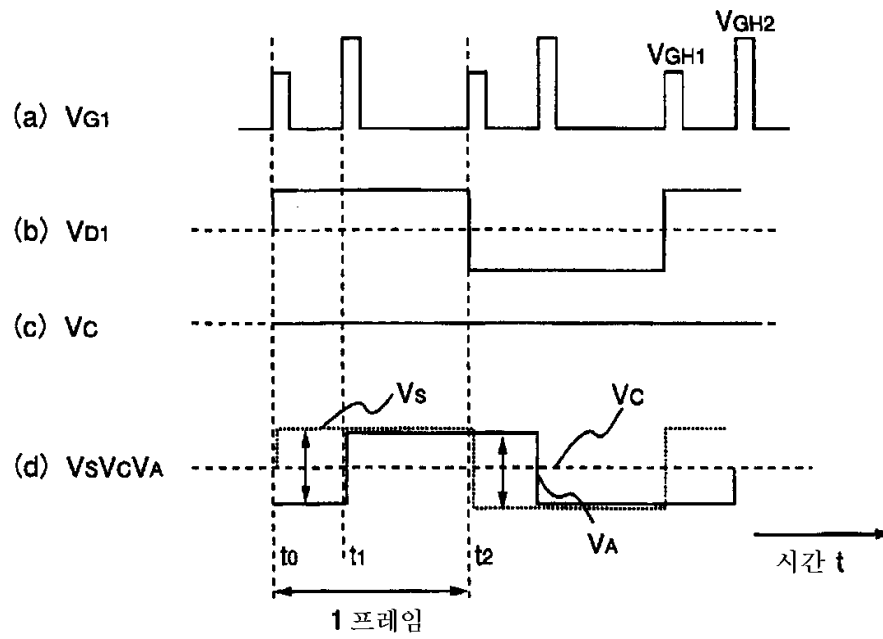 VGH2
VGH1
(a) VG1
(b) VD1
(c) VC
VS
VC
(d) VSVCVA
VA
t0
t1
t2
시간 t
1 프레임